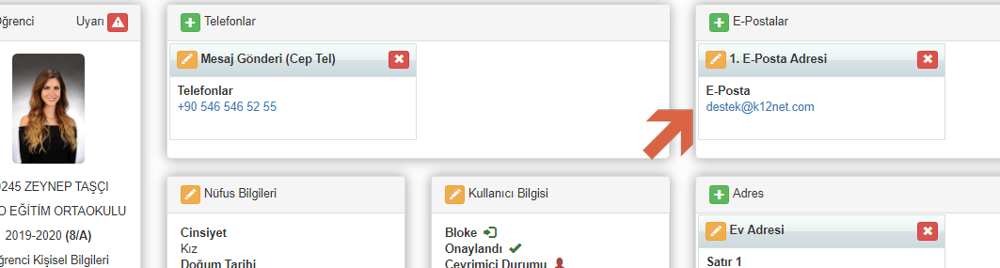 Öğrenci Uyarı
245 ZEYNEP TAŞÇI
O EĞİTİM ORTAOKULU
2019-2020 (8/A)
Öğrenci Kişisel Bilgileri
Telefonlar
Mesaj Gönderi (Cep Tel)
Telefonlar
+90 546 546 52 55
E-Postalar
1. E-Posta Adresi
E-Posta
destek@k12net.com
Nüfus Bilgileri
Cinsiyet
Kız
Doğum Tarihi
Kullanıcı Bilgisi
Bloke
Onaylandı
Çevrimiçi Durumu
Adres
Ev Adresi
Satır 1